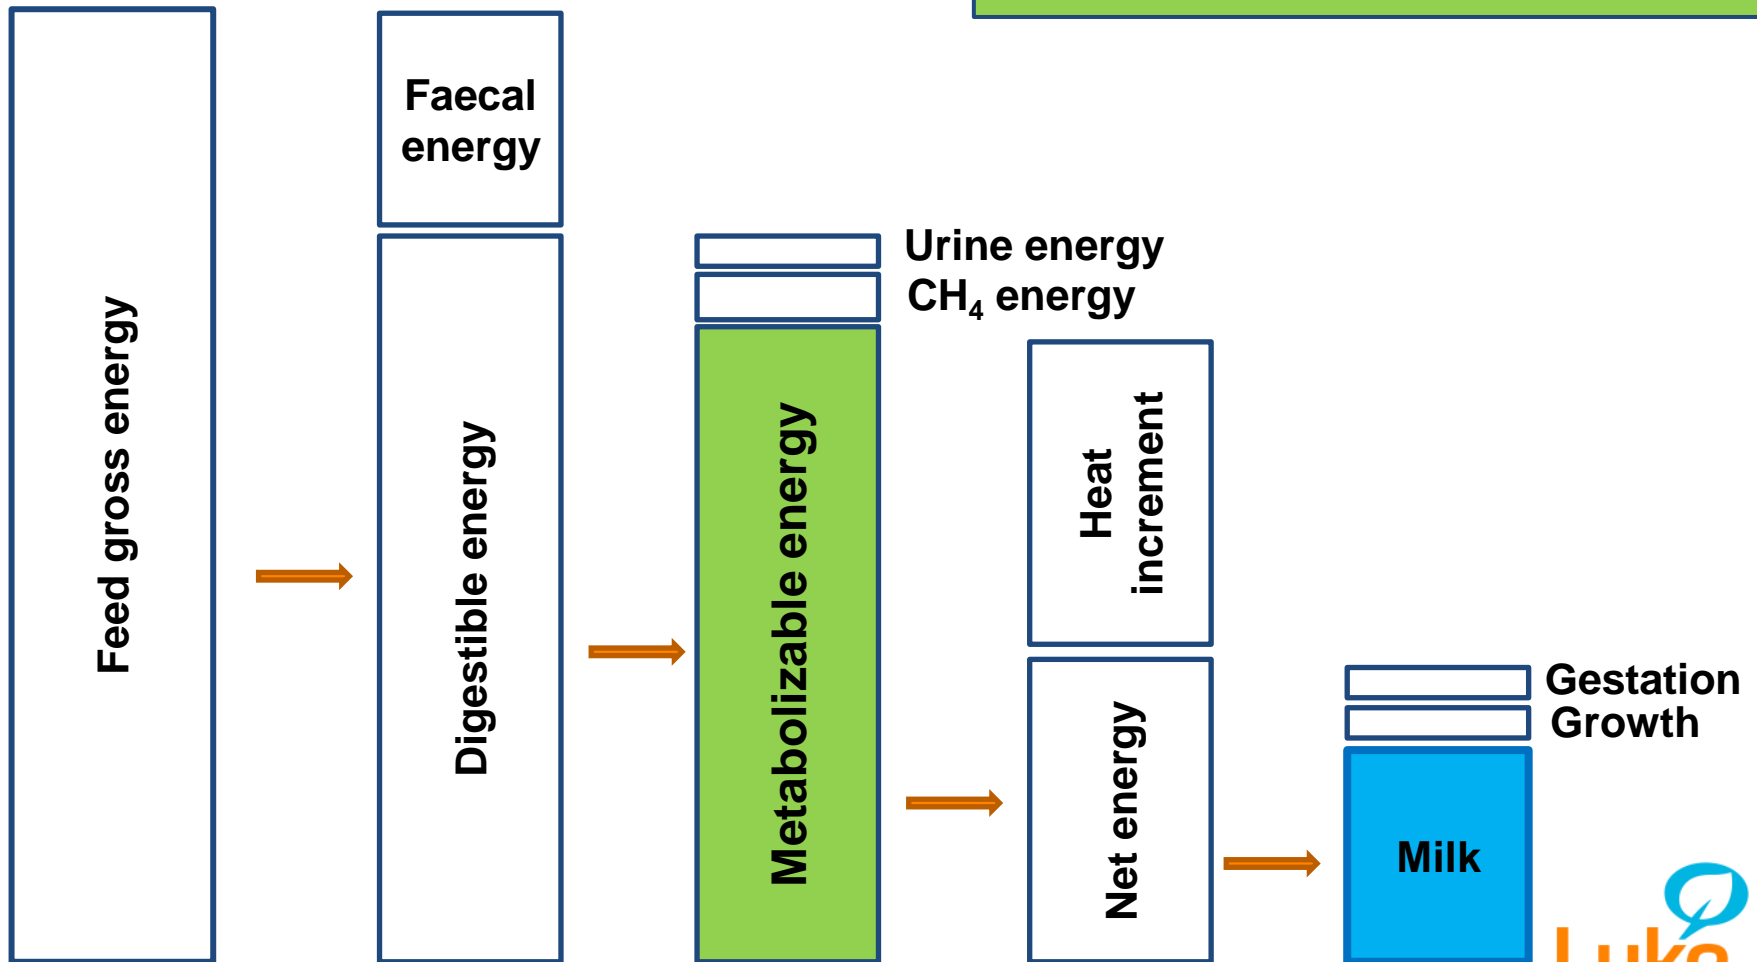 Feed gross energy
Faecal
energy
Digestible energy
Urine energy
CH₄ energy
Metabolizable energy
Heat
increment
Net energy
Gestation
Growth
Milk
Luke